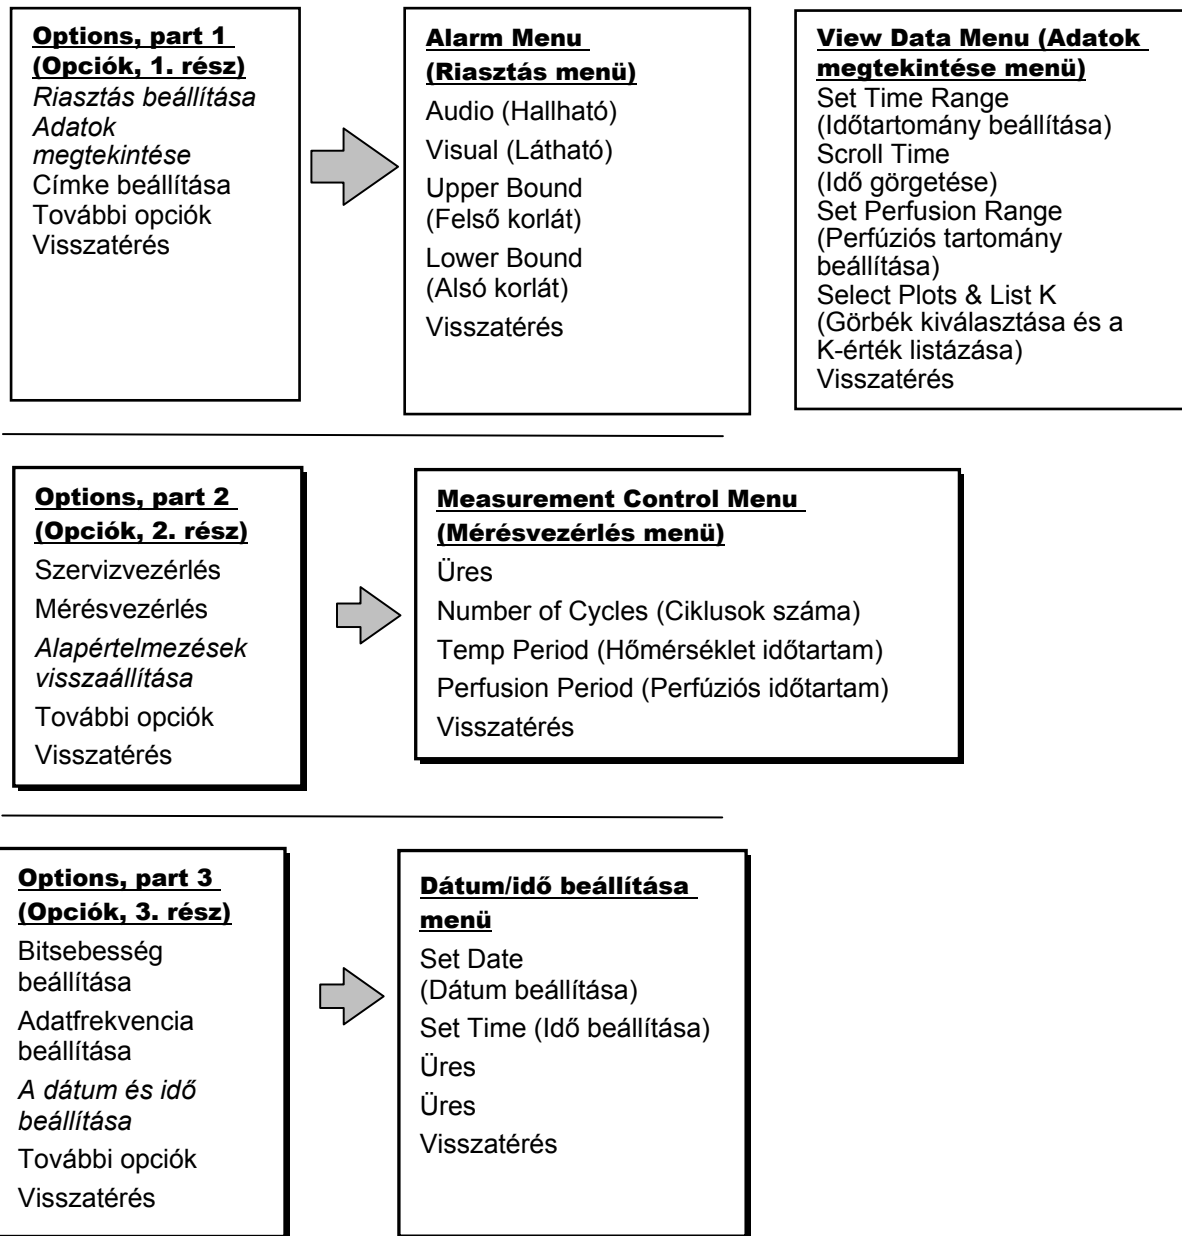 Options, part 1
(Opciók, 1. rész)
Riasztás beállítása
Adatok
megtekintése
Címke beállítása
További opciók
Visszatérés
Alarm Menu
(Riasztás menü)
Audio (Hallható)
Visual (Látható)
Upper Bound
(Felső korlát)
Lower Bound
(Alsó korlát)
Visszatérés
View Data Menu (Adatok
megtekintése menü)
Set Time Range
(Időtartomány beállítása)
Scroll Time
(Idő görgetése)
Set Perfusion Range
(Perfúziós tartomány
beállítása)
Select Plots & List K
(Görbék kiválasztása és a
K-érték listázása)
Visszatérés
Options, part 2
(Opciók, 2. rész)
Szervizvezérlés
Mérésvezérlés
Alapértelmezések
visszaállítása
További opciók
Visszatérés
Measurement Control Menu
(Mérésvezérlés menü)
Üres
Number of Cycles (Ciklusok száma)
Temp Period (Hőmérséklet időtartam)
Perfusion Period (Perfúziós időtartam)
Visszatérés
Options, part 3
(Opciók, 3. rész)
Bitsebesség
beállítása
Adatfrekvencia
beállítása
A dátum és idő
beállítása
További opciók
Visszatérés
Dátum/idő beállítása
menü
Set Date
(Dátum beállítása)
Set Time (Idő beállítása)
Üres
Üres
Visszatérés